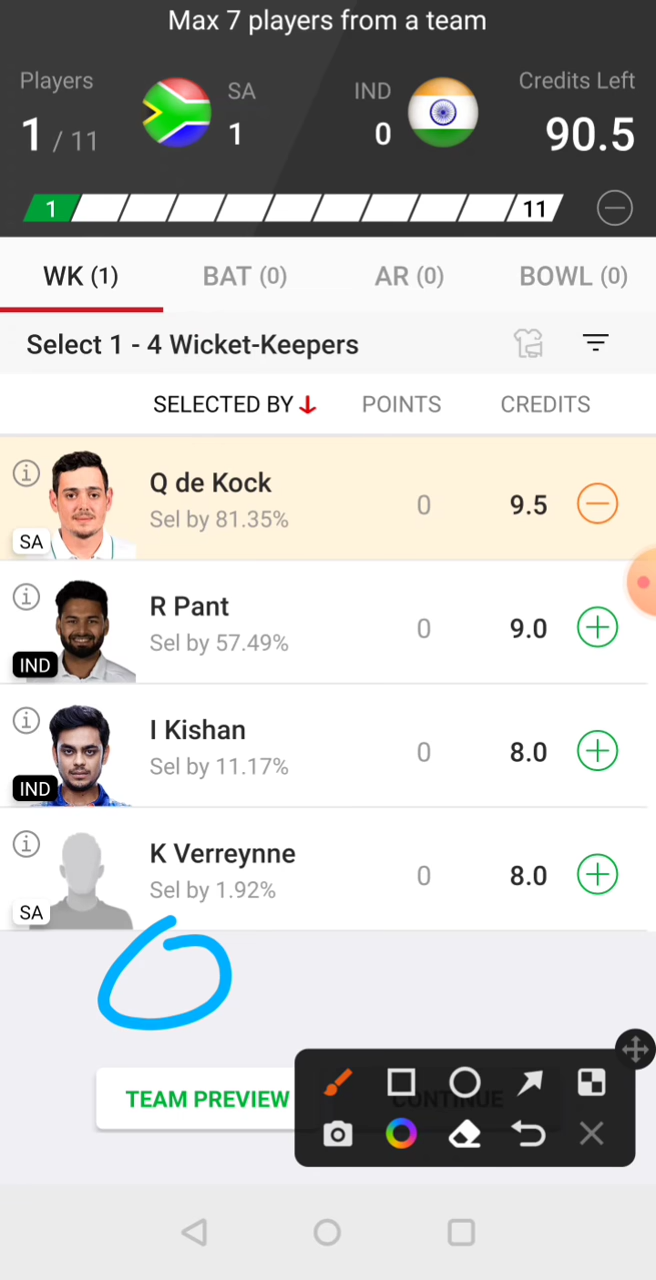 Max 7 players from a team
Players SA IND Credits Left
1 / 11 1 0 90.5
1 11
WK (1) BAT (0) AR (0) BOWL (0)
Select 1 - 4 Wicket-Keepers
SELECTED BY POINTS CREDITS
i Q de Kock
Sel by 81.35% 0 9.5
SA
i R Pant
Sel by 57.49% 0 9.0
IND
i I Kishan
Sel by 11.17% 0 8.0
IND
i K Verreynne
Sel by 1.92% 0 8.0
SA
TEAM PREVIEW CONTINUE